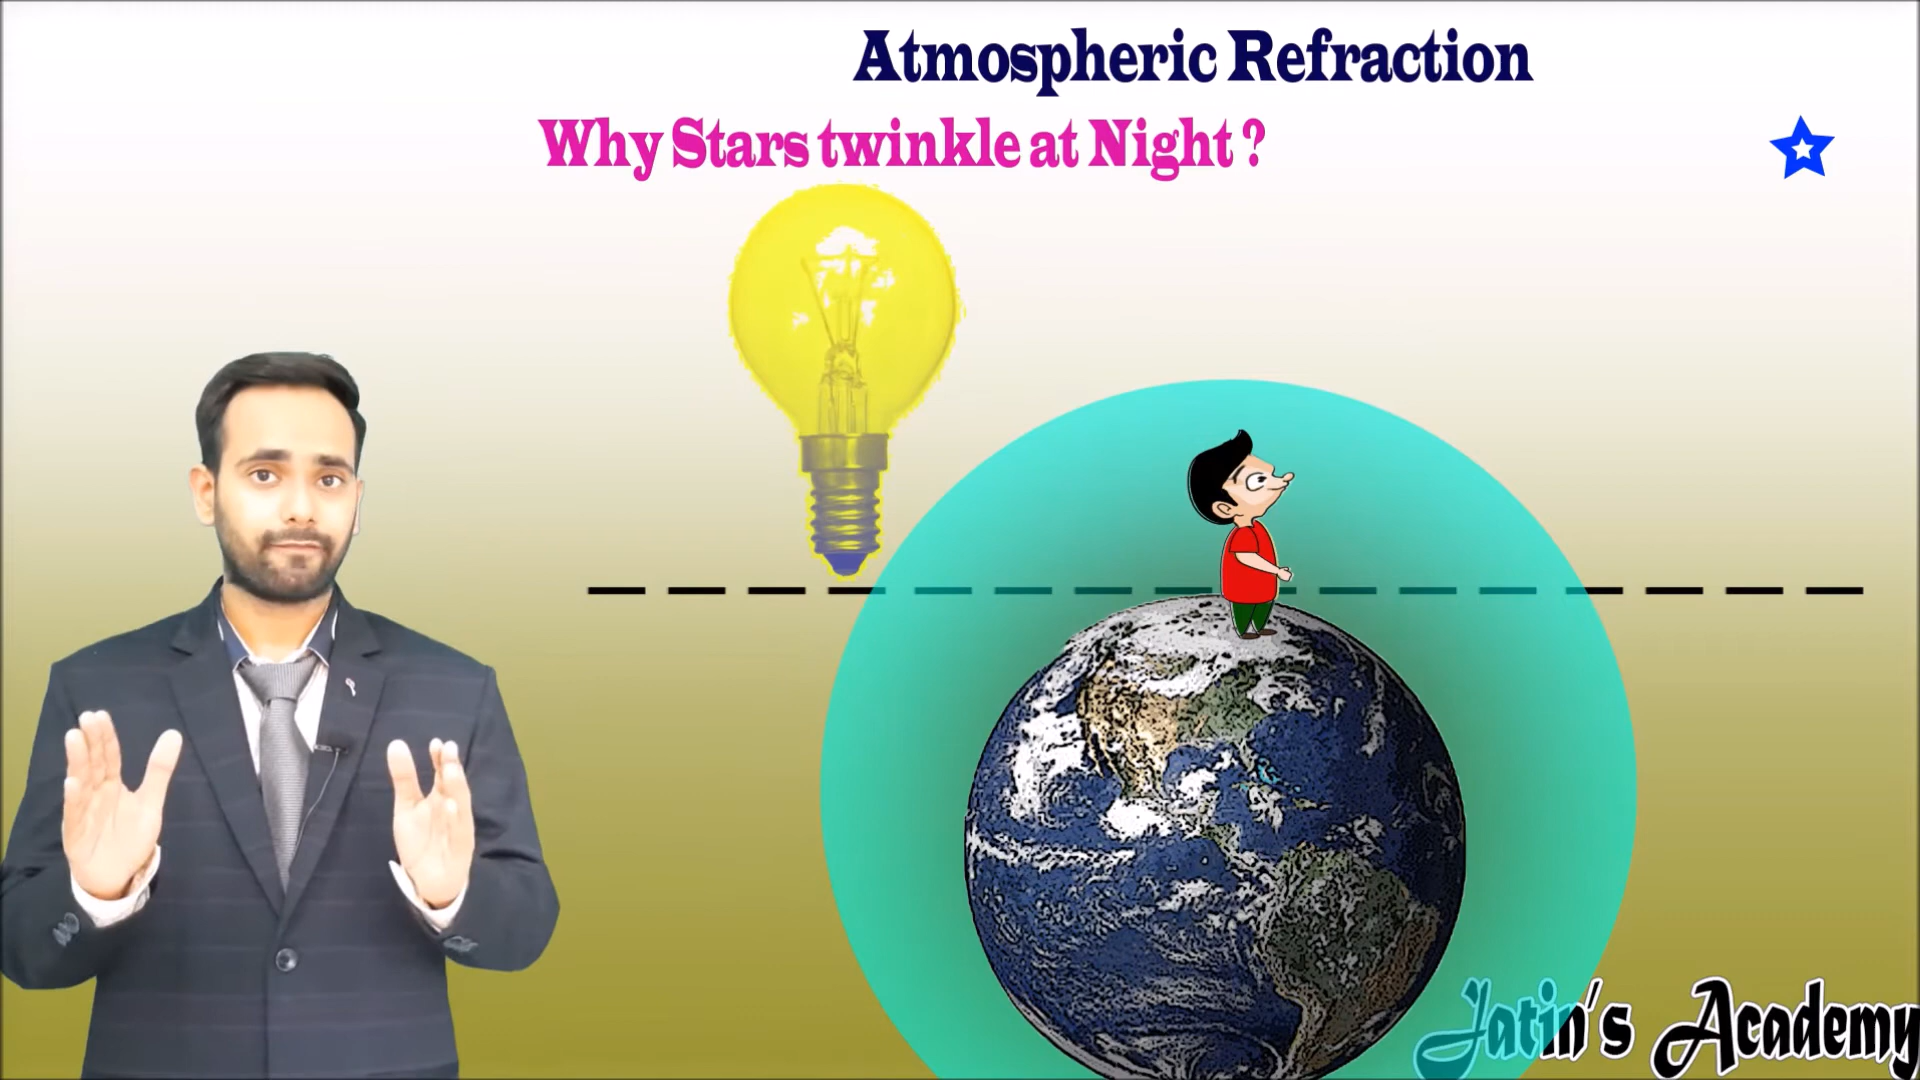 Atmospheric Refraction
Why Stars twinkle at Night ?
Jatin's Academy